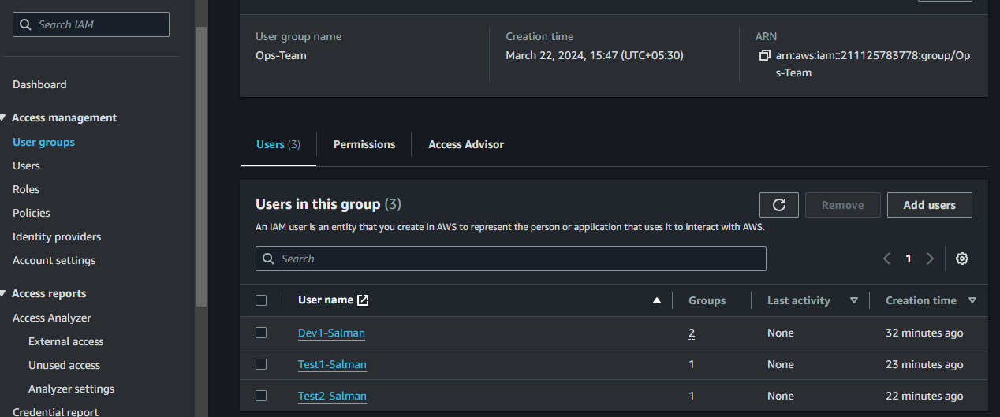 Search IAM
Dashboard
Access management
User groups
Users
Roles
Policies
Identity providers
Account settings
Access reports
Access Analyzer
External access
Unused access
Analyzer settings
Credential report
User group name
Ops-Team
Creation time
March 22, 2024, 15:47 (UTC+05:30)
ARN
arn:aws:iam::211125783778:group/Op
s-Team
Users (3)
Permissions
Access Advisor
Users in this group (3)
Remove
Add users
An IAM user is an entity that you create in AWS to represent the person or application that uses it to interact with AWS.
Search
1
User name Groups Last activity Creation time
Dev1-Salman 2 None 32 minutes ago
Test1-Salman 1 None 23 minutes ago
Test2-Salman 1 None 22 minutes ago